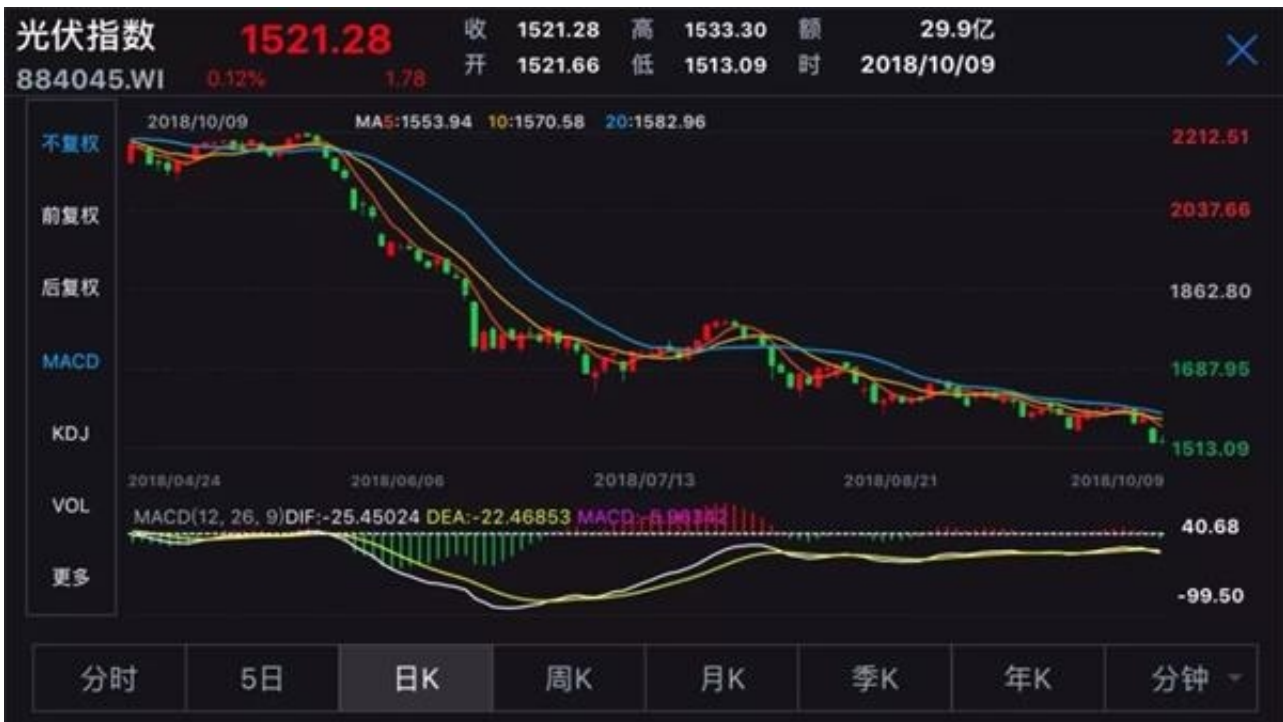 光伏指数 1521.28 收 1521.28 高 1533.30 额 29.9亿
884045.WI 0.12% 1.78 开 1521.66 低 1513.09 时 2018/10/09
2018/10/09 MA5:1553.94 10:1570.58 20:1582.96
不复权
前复权
后复权
MACD
KDJ
VOL
更多
2212.51
2037.66
1862.80
1687.95
1513.09
2018/04/24 2018/06/06 2018/07/13 2018/08/21 2018/10/09
MACD(12, 26, 9)DIF:-25.45024 DEA:-22.46853 MACD:-5.96342
40.68
-99.50
分时 5日 日K 周K 月K 季K 年K 分钟